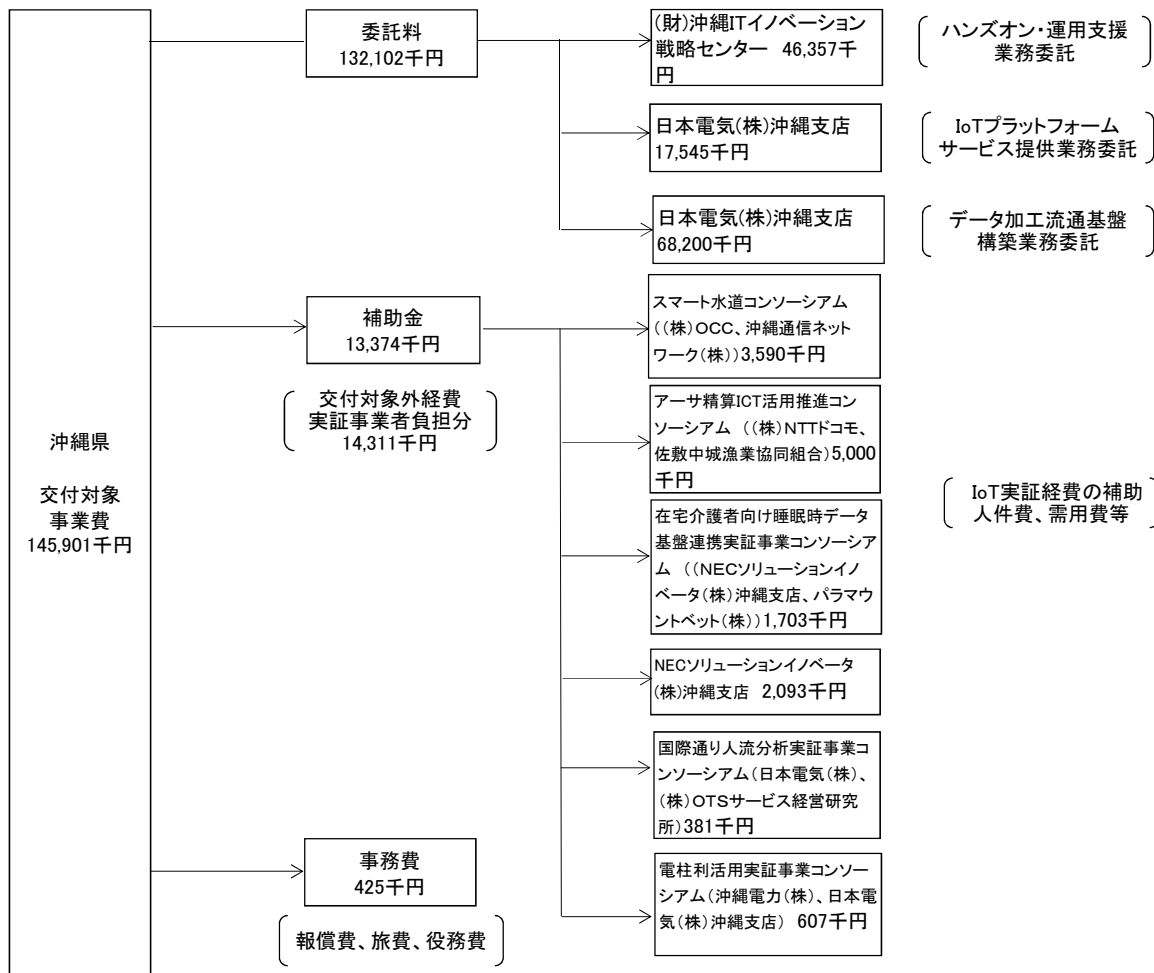 沖縄県
交付対象
事業費
145,901千円
委託料
132,102千円
(財)沖縄ITイノベーション
戦略センター 46,357千
円
ハンズオン・運用支援
業務委託
日本電気(株)沖縄支店
17,545千円
IoTプラットフォーム
サービス提供業務委託
日本電気(株)沖縄支店
68,200千円
データ加工流通基盤
構築業務委託
補助金
13,374千円
交付対象外経費
実証事業者負担分
14,311千円
スマート水道コンソーシアム
((株)OCC、沖縄通信ネット
ワーク(株))3,590千円
アーサ精算ICT活用推進コン
ソーシアム ((株)NTTドコモ、
佐敷中城漁業協同組合)5,000
千円
在宅介護者向け睡眠時データ
基盤連携実証事業コンソーシア
ム ((NECソリューションイノ
ベータ(株)沖縄支店、パラマウ
ントベット(株))1,703千円
NECソリューションイノベータ
(株)沖縄支店 2,093千円
国際通り人流分析実証事業コ
ンソーシアム(日本電気(株)、
(株)OTSサービス経営研究
所)381千円
電柱利活用実証事業コンソー
シアム(沖縄電力(株)、日本電
気(株)沖縄支店) 607千円
IoT実証経費の補助
人件費、需用費等
事務費
425千円
報償費、旅費、役務費